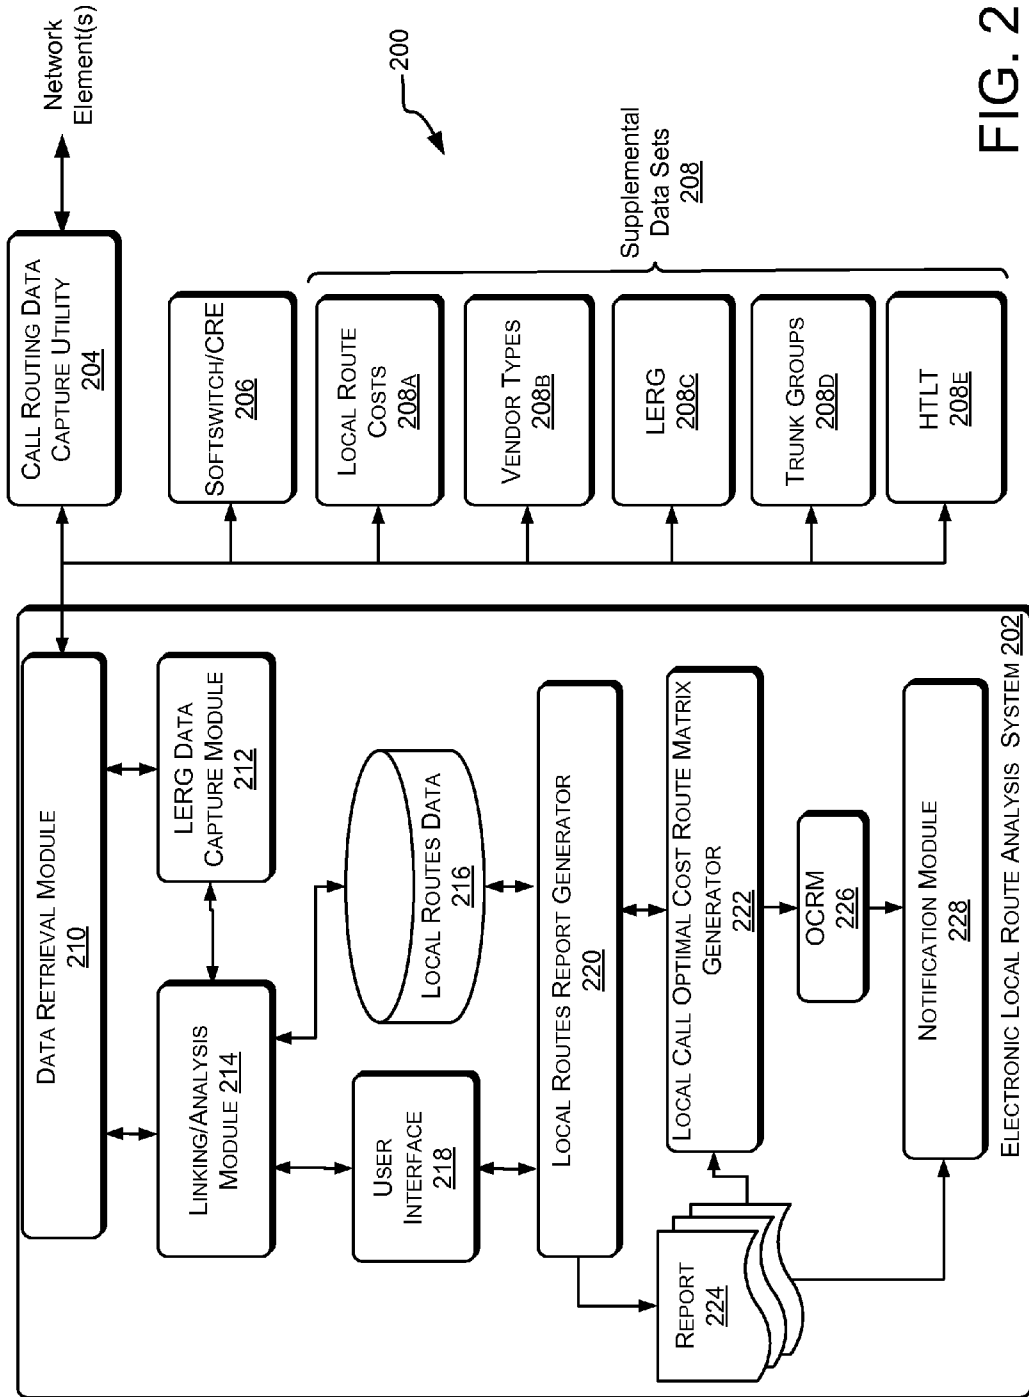 CALL ROUTING DATA
CAPTURE UTILITY
204
Network
Element(s)
200
SOFTSWITCH/CRE
206
LOCAL ROUTE
COSTS
208A
VENDOR TYPES
208B
LERG
208C
TRUNK GROUPS
208D
HTLT
208E
Supplemental
Data Sets
208
DATA RETRIEVAL MODULE
210
LERG DATA
CAPTURE MODULE
212
LINKING/ANALYSIS
MODULE 214
LOCAL ROUTES DATA
216
USER
INTERFACE
218
LOCAL ROUTES REPORT GENERATOR
220
LOCAL CALL OPTIMAL COST ROUTE MATRIX
GENERATOR
222
REPORT
224
OCRM
226
NOTIFICATION MODULE
228
ELECTRONIC LOCAL ROUTE ANALYSIS SYSTEM 202
FIG. 2